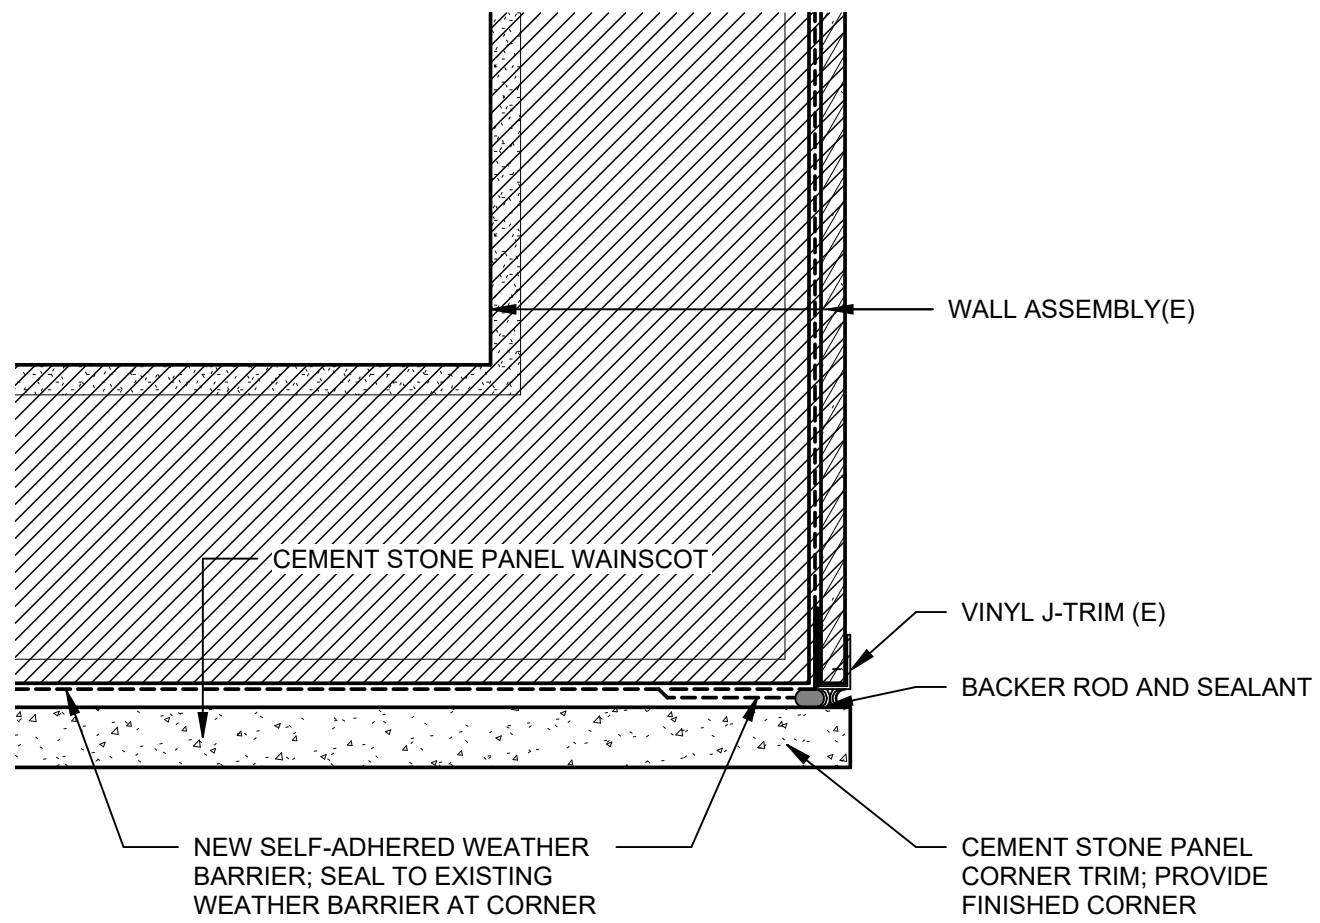 WALL ASSEMBLY(E)
CEMENT STONE PANEL WAINSCOT
VINYL J-TRIM (E)
BACKER ROD AND SEALANT
NEW SELF-ADHERED WEATHER
BARRIER; SEAL TO EXISTING
WEATHER BARRIER AT CORNER
CEMENT STONE PANEL
CORNER TRIM; PROVIDE
FINISHED CORNER